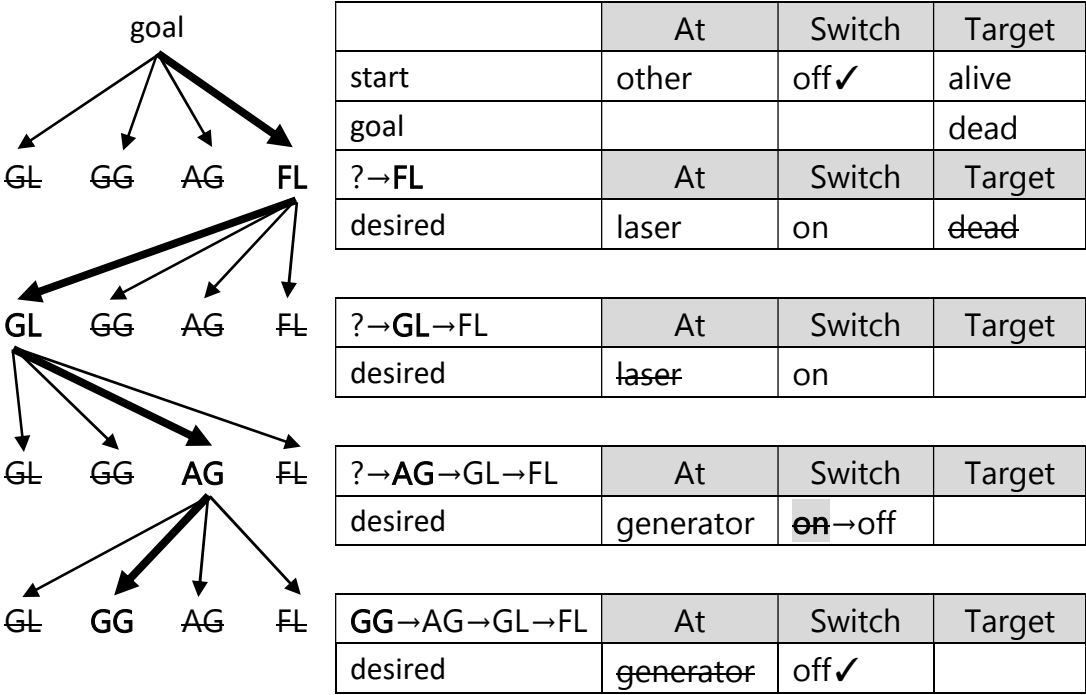 goal
At Switch Target
start other off✓ alive
goal dead
GL GG AG FL ?→FL At Switch Target
desired laser on dead
GL GG AG FL ?→GL→FL At Switch Target
desired laser on
GL GG AG FL ?→AG→GL→FL At Switch Target
desired generator on→off
GL GG AG FL GG→AG→GL→FL At Switch Target
desired generator off✓